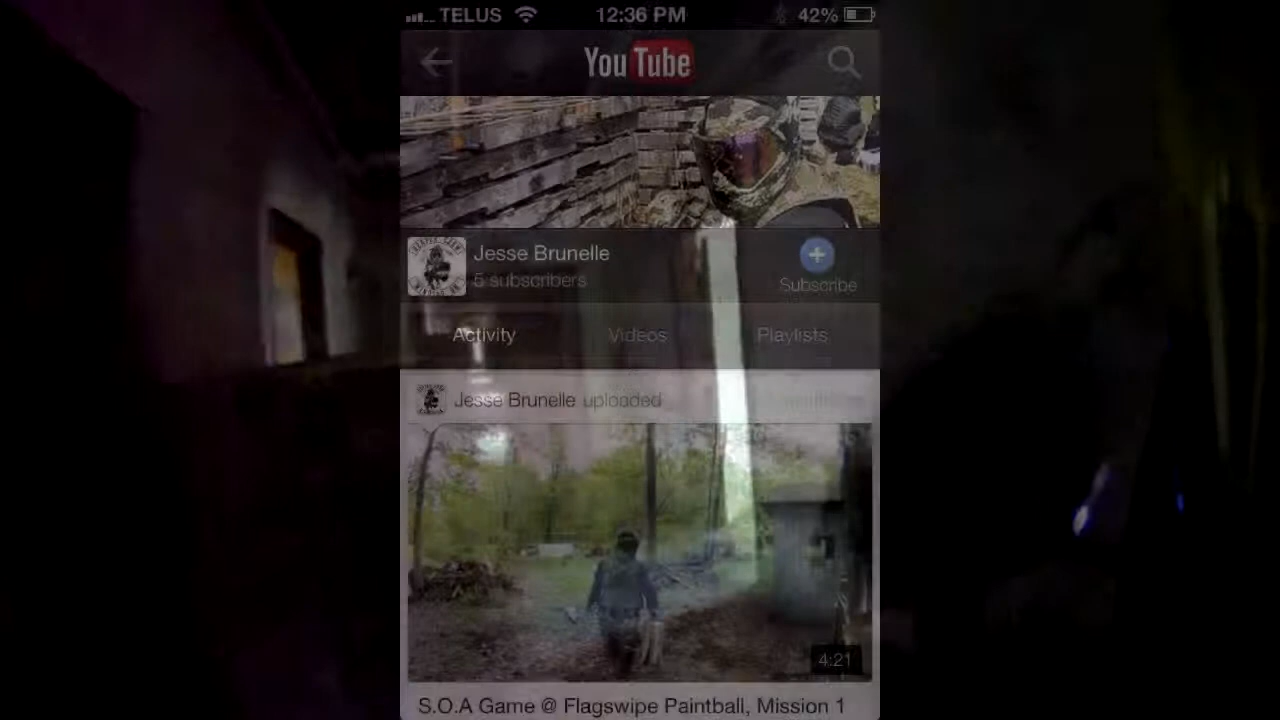 TELUS 12:36 PM 42%
YouTube
Jesse Brunelle
5 subscribers
Subscribe
Activity Videos Playlists
Jesse Brunelle uploaded
4:21
S.O.A Game @ Flagswipe Paintball, Mission 1